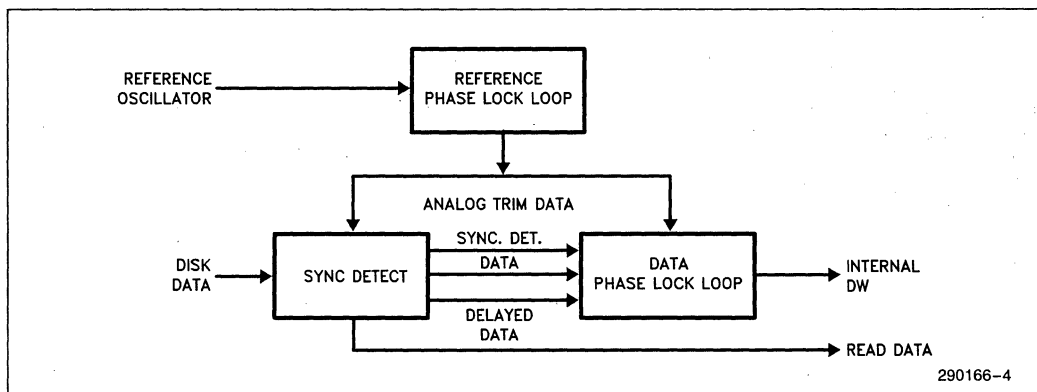 REFERENCE
OSCILLATOR
REFERENCE
PHASE LOCK LOOP
ANALOG TRIM DATA
DISK
DATA
SYNC DETECT
SYNC. DET.
DATA
DELAYED
DATA
DATA
PHASE LOCK LOOP
INTERNAL
DW
READ DATA
290166–4